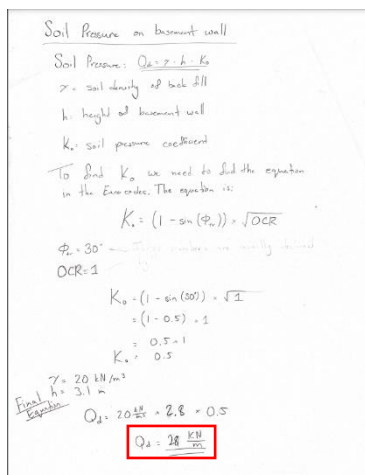 Soil Pressure on basement wall
Soil Pressure: Qd = γ · h · K₀
γ = soil density of back fill
h: height of basement wall
K₀: soil pressure coefficient
To find K₀ we need to find the equation
in the Eurocodes. The equation is:
K₀ = (1 - sin(Φ)) × √OCR
Φ = 30° These numbers are usually
OCR = 1
K₀ = (1 - sin(30°)) × √1
= (1 - 0.5) × 1
= 0.5 × 1
K₀ = 0.5
γ = 20 kN/m³
h = 3.1 m
Final Equation
Qd = 20 kN/m³ × 2.8 × 0.5
Qd = 28 KN/m